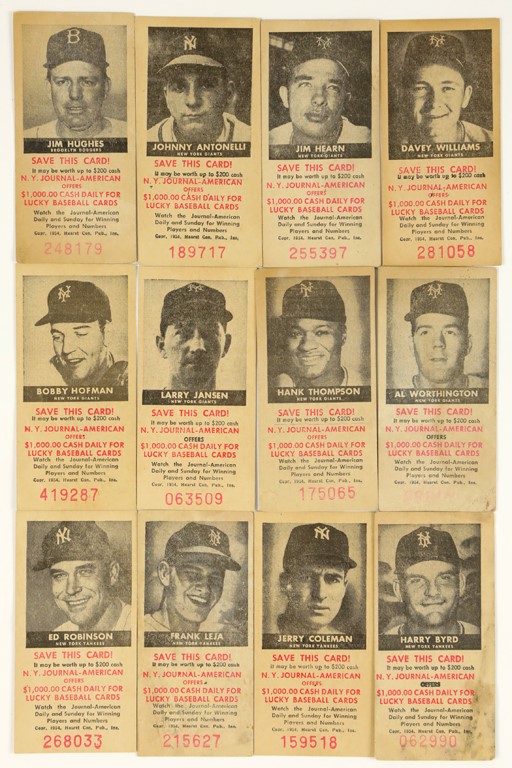 JIM HUGHES
BROOKLYN DODGERS
SAVE THIS CARD!
It may be worth up to $200 cash
N. Y. JOURNAL-AMERICAN
OFFERS
$1,000.00 CASH DAILY FOR
LUCKY BASEBALL CARDS
Watch the Journal-American
Daily and Sunday for Winning
Players and Numbers
Copr. 1954, Hearst Con. Pub., Inc.
248179
JOHNNY ANTONELLI
NEW YORK GIANTS
SAVE THIS CARD!
It may be worth up to $200 cash
N. Y. JOURNAL-AMERICAN
OFFERS
$1,000.00 CASH DAILY FOR
LUCKY BASEBALL CARDS
Watch the Journal-American
Daily and Sunday for Winning
Players and Numbers
Copr. 1954, Hearst Con. Pub., Inc.
189717
JIM HEARN
NEW YORK GIANTS
SAVE THIS CARD!
It may be worth up to $200 cash
N. Y. JOURNAL-AMERICAN
OFFERS
$1,000.00 CASH DAILY FOR
LUCKY BASEBALL CARDS
Watch the Journal-American
Daily and Sunday for Winning
Players and Numbers
Copr. 1954, Hearst Con. Pub., Inc.
255397
DAVEY WILLIAMS
NEW YORK GIANTS
SAVE THIS CARD!
It may be worth up to $200 cash
N. Y. JOURNAL-AMERICAN
OFFERS
$1,000.00 CASH DAILY FOR
LUCKY BASEBALL CARDS
Watch the Journal-American
Daily and Sunday for Winning
Players and Numbers
Copr. 1954, Hearst Con. Pub., Inc.
281058
BOBBY HOFMAN
NEW YORK GIANTS
SAVE THIS CARD!
It may be worth up to $200 cash
N. Y. JOURNAL-AMERICAN
OFFERS
$1,000.00 CASH DAILY FOR
LUCKY BASEBALL CARDS
Watch the Journal-American
Daily and Sunday for Winning
Players and Numbers
Copr. 1954, Hearst Con. Pub., Inc.
419287
LARRY JANSEN
NEW YORK GIANTS
SAVE THIS CARD!
It may be worth up to $200 cash
N. Y. JOURNAL-AMERICAN
OFFERS
$1,000.00 CASH DAILY FOR
LUCKY BASEBALL CARDS
Watch the Journal-American
Daily and Sunday for Winning
Players and Numbers
Copr. 1954, Hearst Con. Pub., Inc.
063509
HANK THOMPSON
NEW YORK GIANTS
SAVE THIS CARD!
It may be worth up to $200 cash
N. Y. JOURNAL-AMERICAN
OFFERS
$1,000.00 CASH DAILY FOR
LUCKY BASEBALL CARDS
Watch the Journal-American
Daily and Sunday for Winning
Players and Numbers
Copr. 1954, Hearst Con. Pub., Inc.
175065
AL WORTHINGTON
NEW YORK GIANTS
SAVE THIS CARD!
It may be worth up to $200 cash
N. Y. JOURNAL-AMERICAN
OFFERS
$1,000.00 CASH DAILY FOR
LUCKY BASEBALL CARDS
Watch the Journal-American
Daily and Sunday for Winning
Players and Numbers
Copr. 1954, Hearst Con. Pub., Inc.
ED ROBINSON
NEW YORK YANKEES
SAVE THIS CARD!
It may be worth up to $200 cash
N. Y. JOURNAL-AMERICAN
OFFERS
$1,000.00 CASH DAILY FOR
LUCKY BASEBALL CARDS
Watch the Journal-American
Daily and Sunday for Winning
Players and Numbers
Copr. 1954, Hearst Con. Pub., Inc.
268033
FRANK LEJA
NEW YORK YANKEES
SAVE THIS CARD!
It may be worth up to $200 cash
N. Y. JOURNAL-AMERICAN
OFFERS
$1,000.00 CASH DAILY FOR
LUCKY BASEBALL CARDS
Watch the Journal-American
Daily and Sunday for Winning
Players and Numbers
Copr. 1954, Hearst Con. Pub., Inc.
215627
JERRY COLEMAN
NEW YORK YANKEES
SAVE THIS CARD!
It may be worth up to $200 cash
N. Y. JOURNAL-AMERICAN
OFFERS
$1,000.00 CASH DAILY FOR
LUCKY BASEBALL CARDS
Watch the Journal-American
Daily and Sunday for Winning
Players and Numbers
Copr. 1954, Hearst Con. Pub., Inc.
159518
HARRY BYRD
NEW YORK YANKEES
SAVE THIS CARD!
It may be worth up to $200 cash
N. Y. JOURNAL-AMERICAN
OFFERS
$1,000.00 CASH DAILY FOR
LUCKY BASEBALL CARDS
Watch the Journal-American
Daily and Sunday for Winning
Players and Numbers
Copr. 1954, Hearst Con. Pub., Inc.
062990